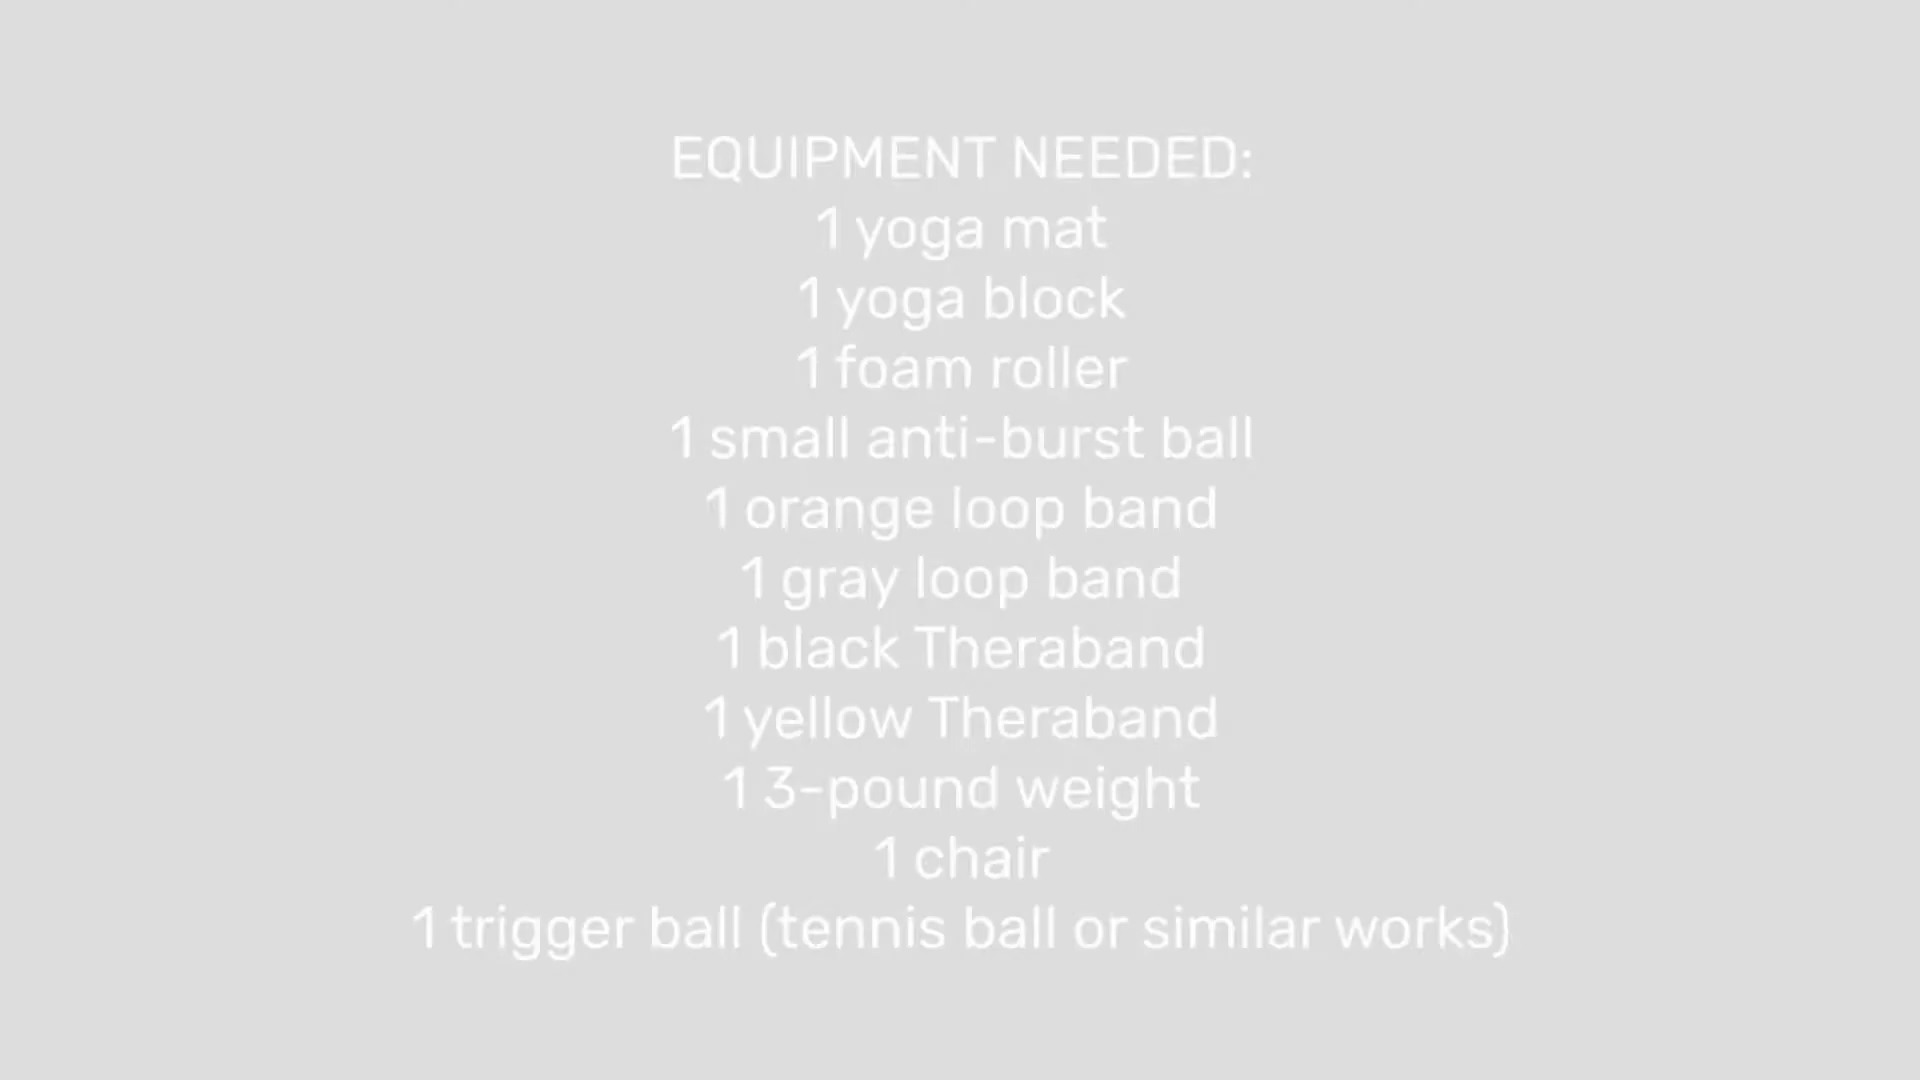 EQUIPMENT NEEDED:
1 yoga mat
1 yoga block
1 foam roller
1 small anti-burst ball
1 orange loop band
1 gray loop band
1 black Theraband
1 yellow Theraband
1 3-pound weight
1 chair
1 trigger ball (tennis ball or similar works)